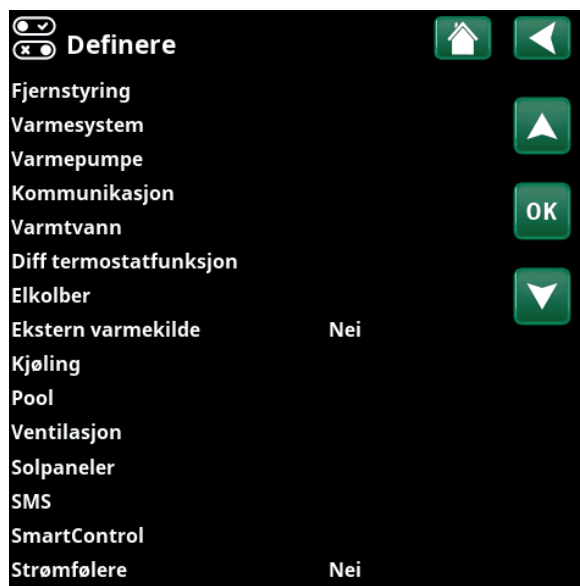 Definere
Fjernstyring
Varmesystem
Varmepumpe
Kommunikasjon
Varmtvann
OK
Diff termostatfunksjon
Elkolber
Ekstern varmekilde Nei
Kjøling
Pool
Ventilasjon
Solpaneler
SMS
SmartControl
Strømfølere Nei